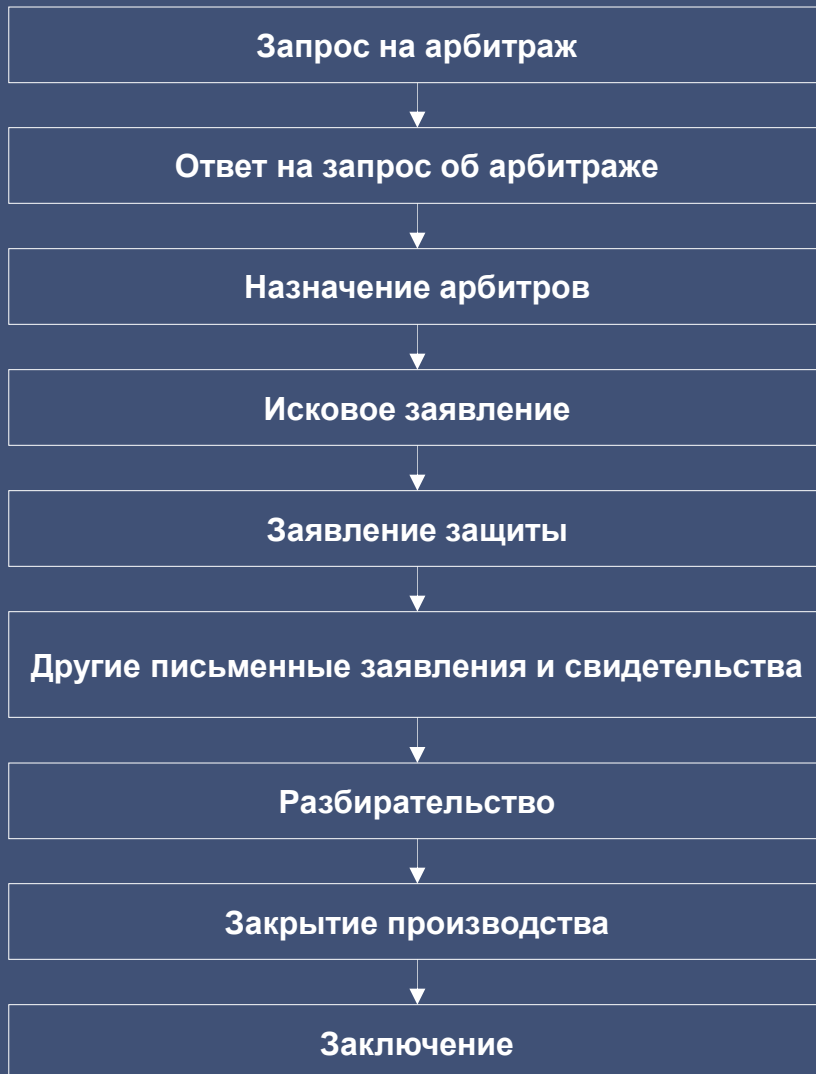 Запрос на арбитраж
Ответ на запрос об арбитраже
Назначение арбитров
Исковое заявление
Заявление защиты
Другие письменные заявления и свидетельства
Разбирательство
Закрытие производства
Заключение